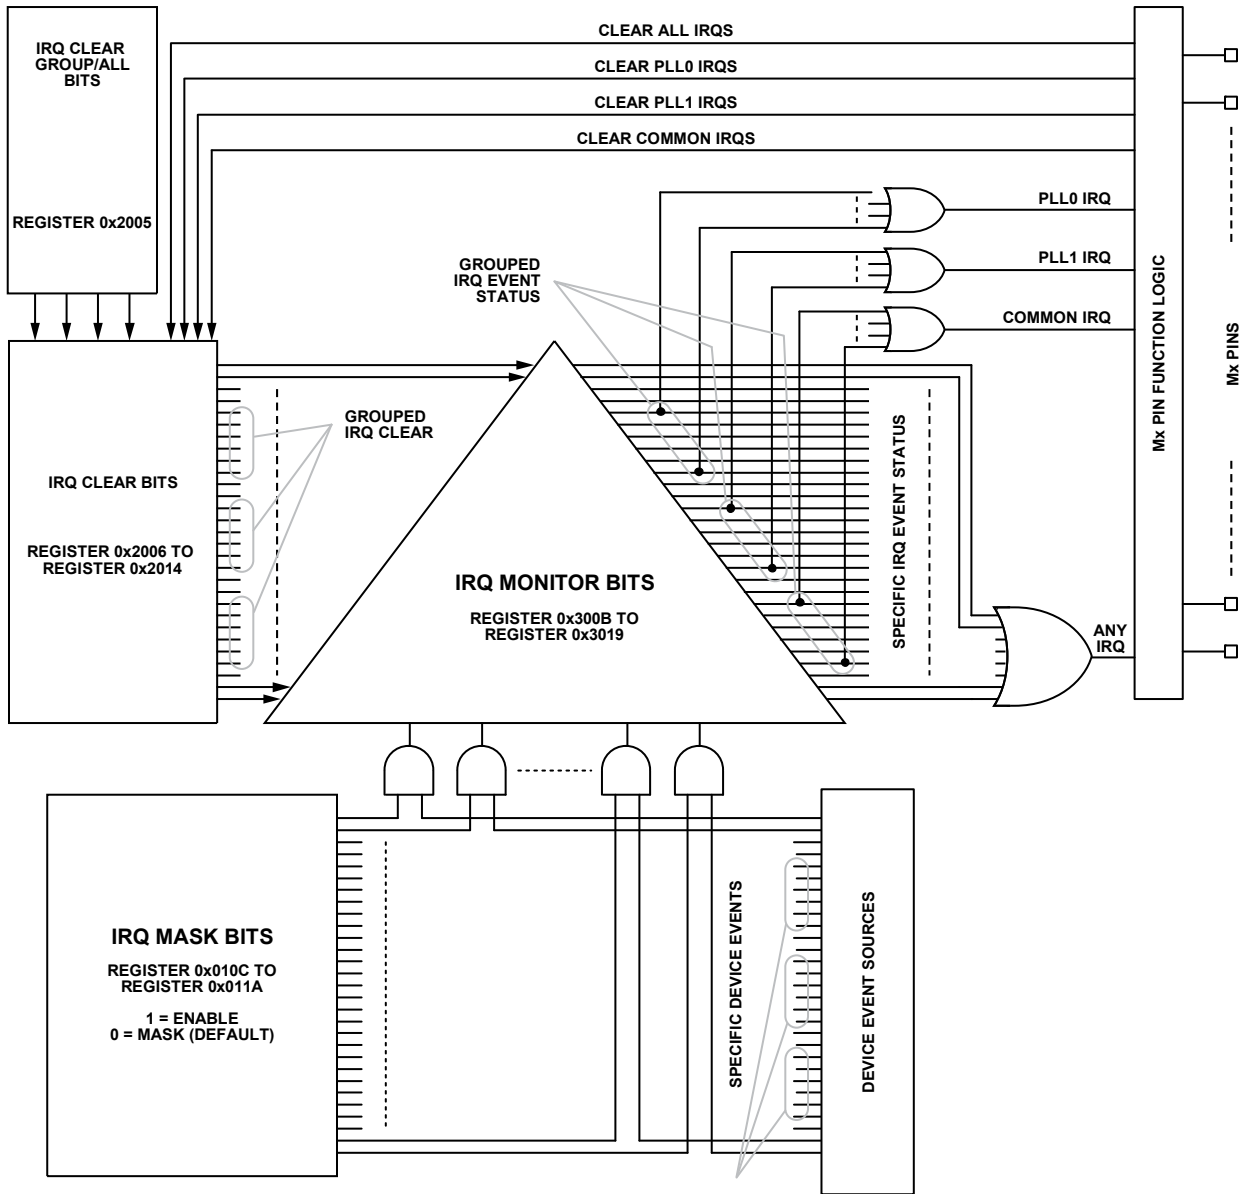 IRQ CLEAR
GROUP/ALL
BITS
REGISTER 0x2005
CLEAR ALL IRQS
CLEAR PLL0 IRQS
CLEAR PLL1 IRQS
CLEAR COMMON IRQS
PLL0 IRQ
PLL1 IRQ
COMMON IRQ
Mx PIN FUNCTION LOGIC
Mx PINS
GROUPED
IRQ EVENT
STATUS
GROUPED
IRQ CLEAR
IRQ CLEAR BITS
REGISTER 0x2006 TO
REGISTER 0x2014
IRQ MONITOR BITS
REGISTER 0x300B TO
REGISTER 0x3019
SPECIFIC IRQ EVENT STATUS
ANY
IRQ
IRQ MASK BITS
REGISTER 0x010C TO
REGISTER 0x011A
1 = ENABLE
0 = MASK (DEFAULT)
SPECIFIC DEVICE EVENTS
DEVICE EVENT SOURCES